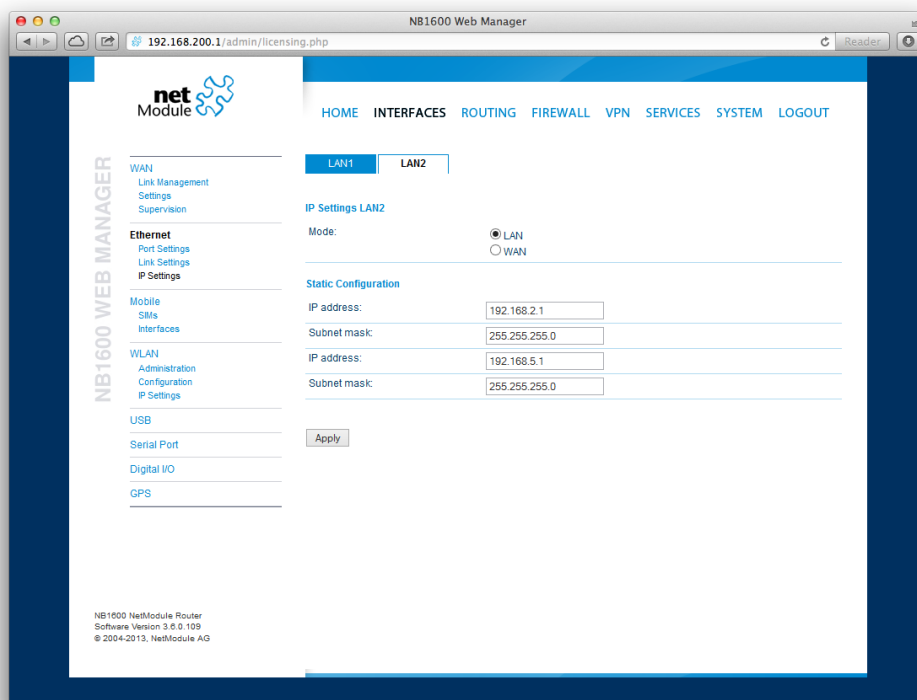 NB1600 Web Manager
192.168.200.1/admin/licensing.php
Reader
net
Module
HOME INTERFACES ROUTING FIREWALL VPN SERVICES SYSTEM LOGOUT
NB1600 WEB MANAGER
WAN
Link Management
Settings
Supervision
Ethernet
Port Settings
Link Settings
IP Settings
Mobile
SIMs
Interfaces
WLAN
Administration
Configuration
IP Settings
USB
Serial Port
Digital I/O
GPS
LAN1 LAN2
IP Settings LAN2
Mode: LAN
WAN
Static Configuration
IP address: 192.168.2.1
Subnet mask: 255.255.255.0
IP address: 192.168.5.1
Subnet mask: 255.255.255.0
Apply
NB1600 NetModule Router
Software Version 3.6.0.109
© 2004-2013, NetModule AG